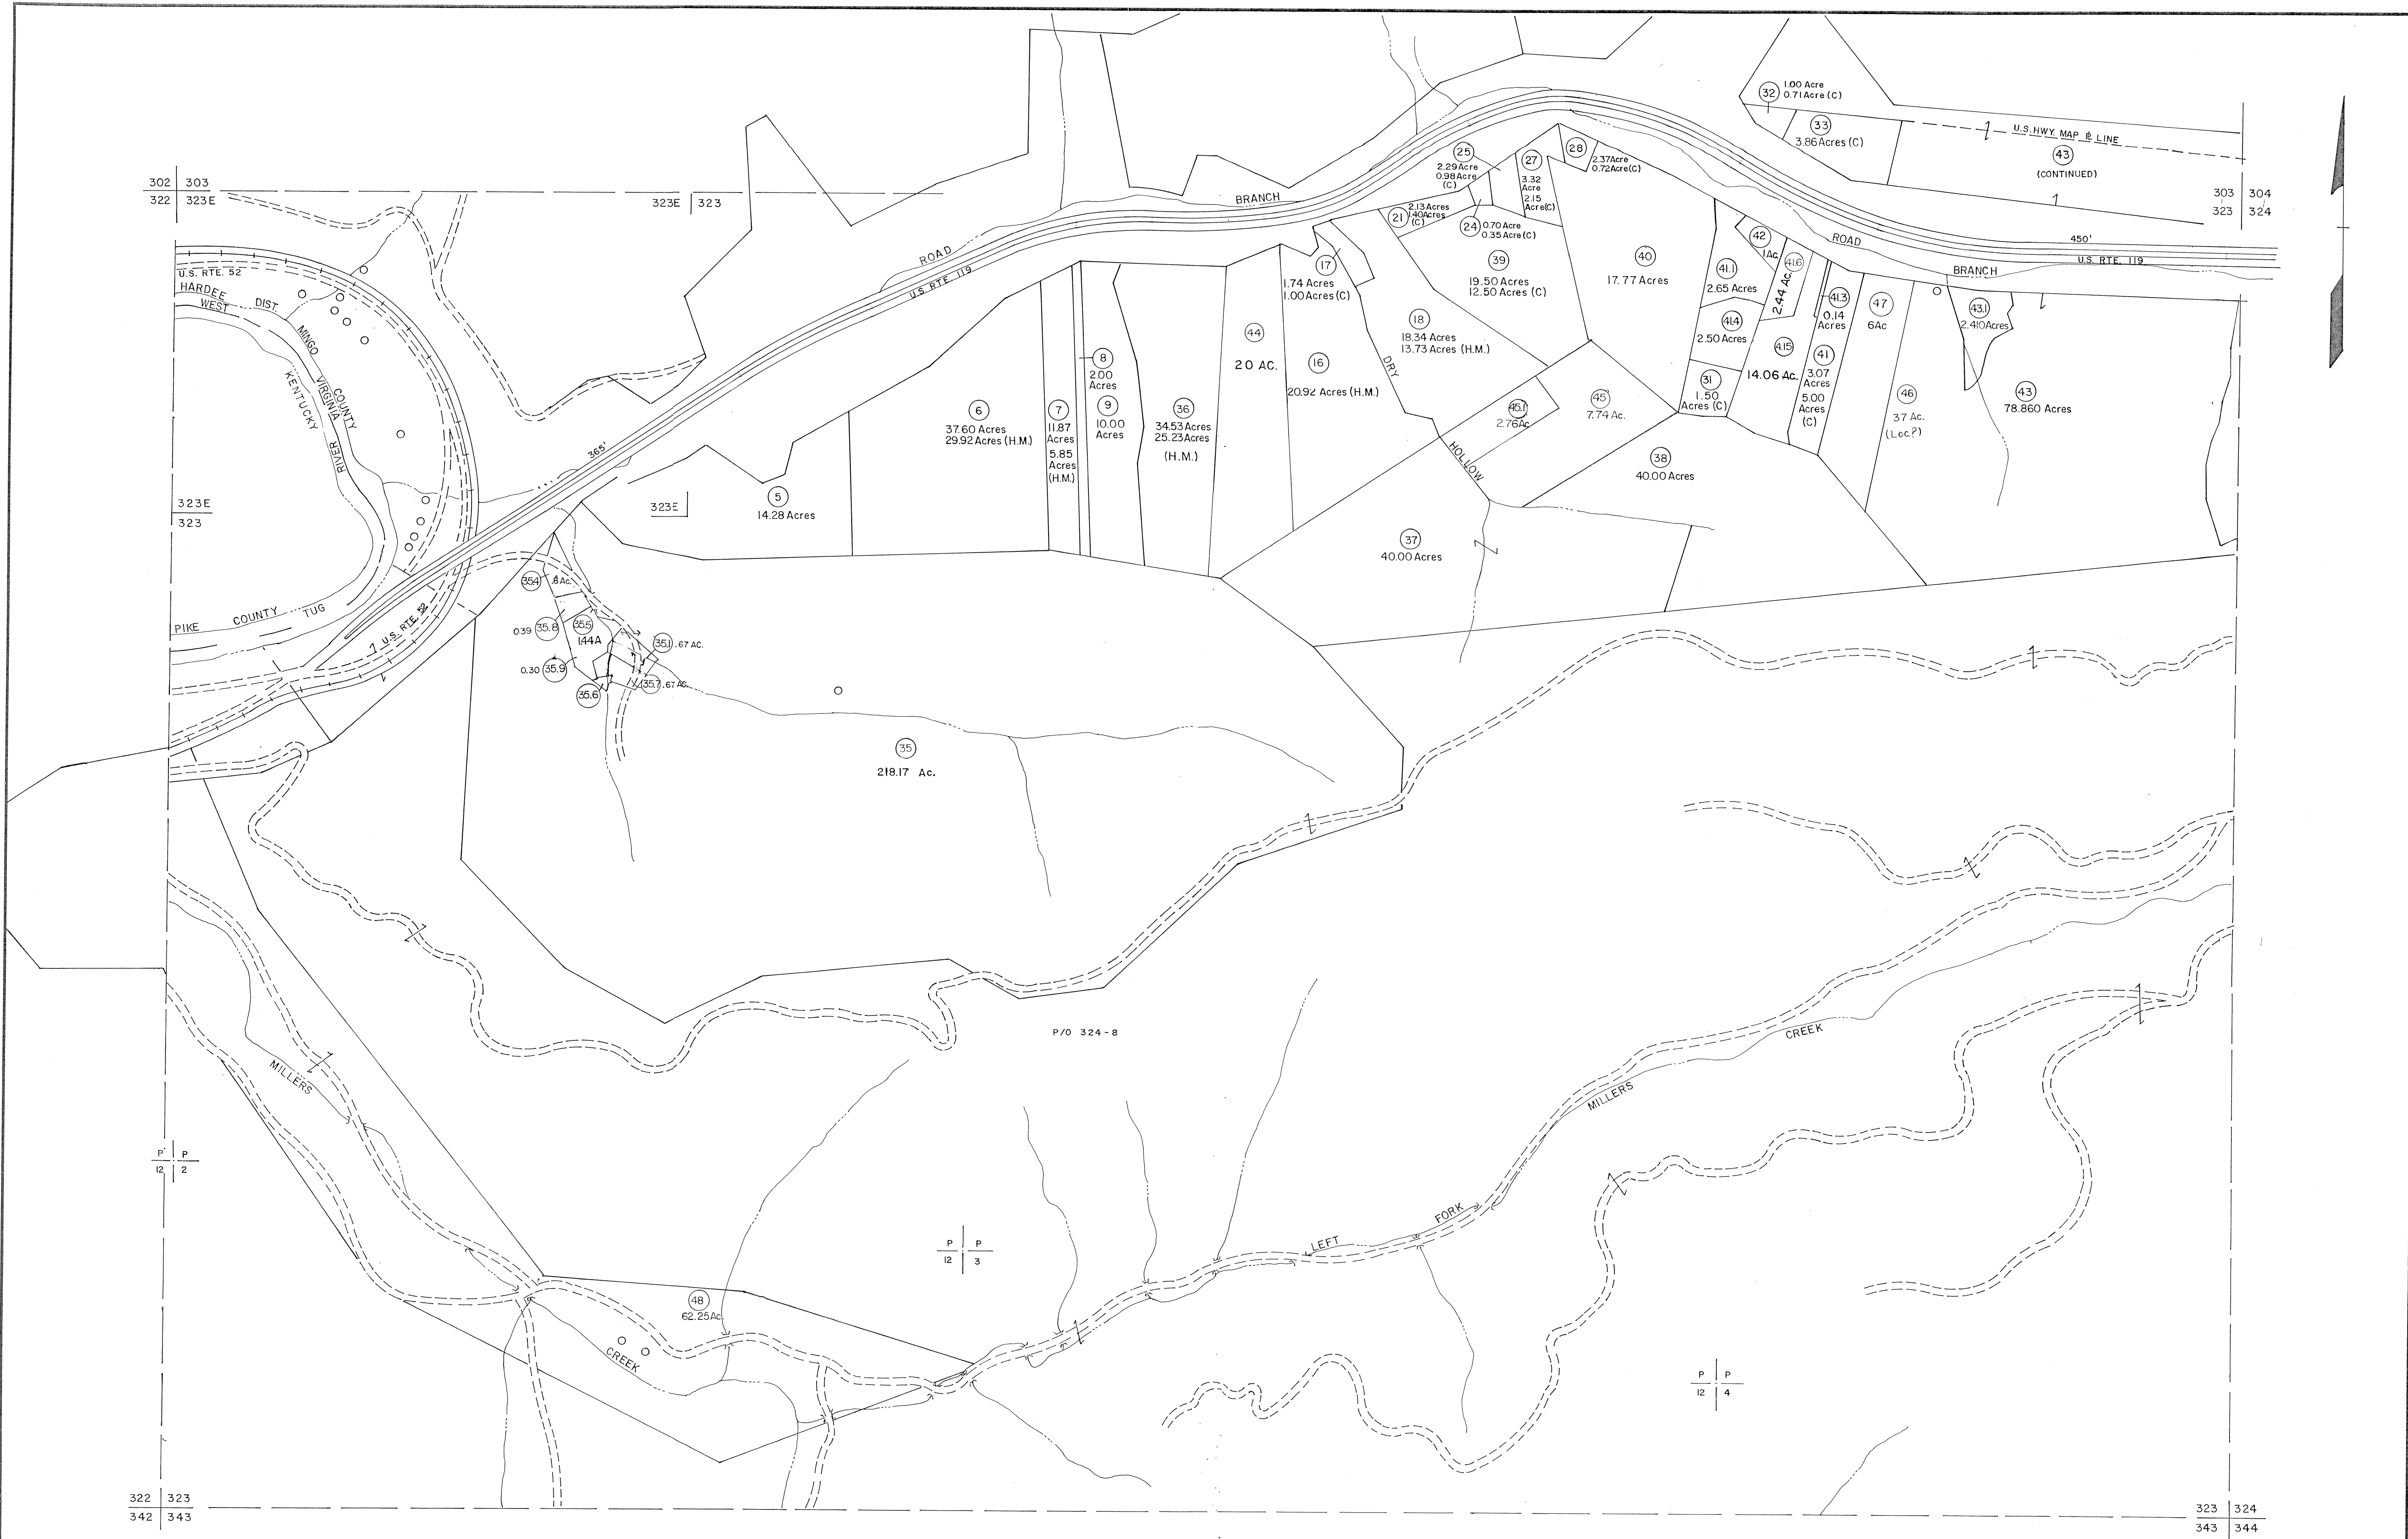 302 303
322 323E
323E 323
ROAD
BRANCH
32 1.00 Acre
0.71 Acre (C)
33
3.86 Acres (C)
U.S. HWY. MAP LINE
43
(CONTINUED)
303 304
323 324
450'
U.S. RTE. 119
ROAD
BRANCH
U.S. RTE. 119
365'
U.S. RTE. 52
HARDEE DIST.
WEST VIRGINIA
MINGO COUNTY
KENTUCKY
RIVER
323E
323
PIKE COUNTY
TUG
U.S. RTE. 52
25
2.29 Acre
0.98 Acre
(C)
27
3.32
Acre
2.15
Acre(C)
28
2.37 Acre
0.72 Acre(C)
21
2.13 Acres
1.40 Acres
(C)
24 0.70 Acre
0.35 Acre (C)
17
1.74 Acres
1.00 Acres (C)
39
19.50 Acres
12.50 Acres (C)
40
17.77 Acres
42
1Ac.
41.6
2.44 Ac.
41.1
2.65 Acres
41.3
0.14
Acres
47
6Ac
43.1
2.410 Acres
41.4
2.50 Acres
4.15
14.06 Ac.
41
3.07
Acres
5.00
Acres
(C)
31
1.50
Acres (C)
46
37 Ac.
(Loc?)
43
78.860 Acres
18
18.34 Acres
13.73 Acres (H.M.)
44
20 AC.
16
20.92 Acres (H.M.)
DRY
HOLLOW
8
2.00
Acres
6
37.60 Acres
29.92 Acres (H.M.)
7
11.87
Acres
5.85
Acres
(H.M.)
9
10.00
Acres
36
34.53 Acres
25.23 Acres
(H.M.)
45.1
2.76 Ac
45
7.74 Ac.
38
40.00 Acres
323E
5
14.28 Acres
37
40.00 Acres
35.4 .8 Ac.
0.39 35.8
35.5
1.44A
35.1 .67 AC.
0.30 35.9
35.6
35.7 .67 AC.
35
218.17 Ac.
P/O 324-8
MILLERS
CREEK
MILLERS
P P
12 2
P P
12 3
FORK
LEFT
48
62.25 Ac.
CREEK
P P
12 4
322 323
342 343
323 324
343 344